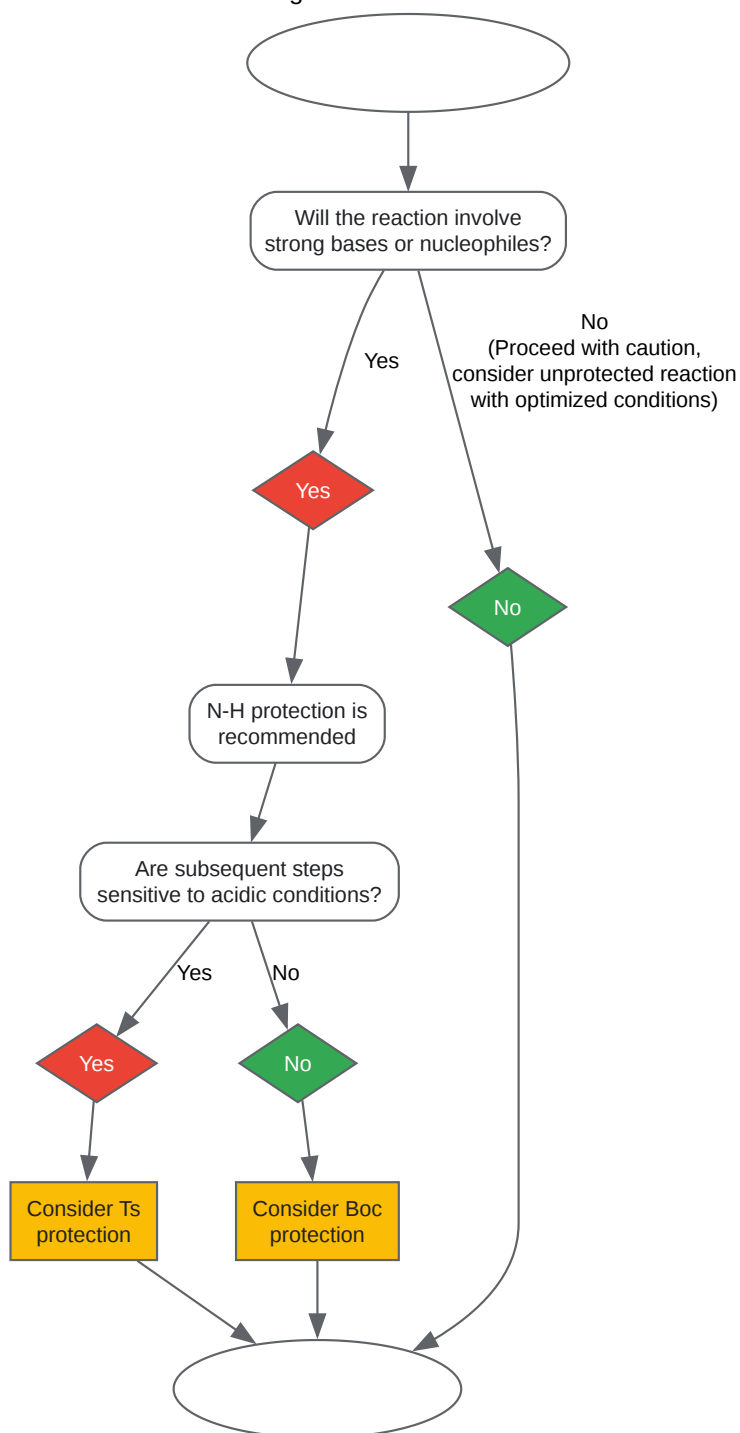 Will the reaction involve
strong bases or nucleophiles?
Yes
No
(Proceed with caution,
consider unprotected reaction
with optimized conditions)
Yes
No
N-H protection is
recommended
Are subsequent steps
sensitive to acidic conditions?
Yes
No
Yes
No
Consider Ts
protection
Consider Boc
protection